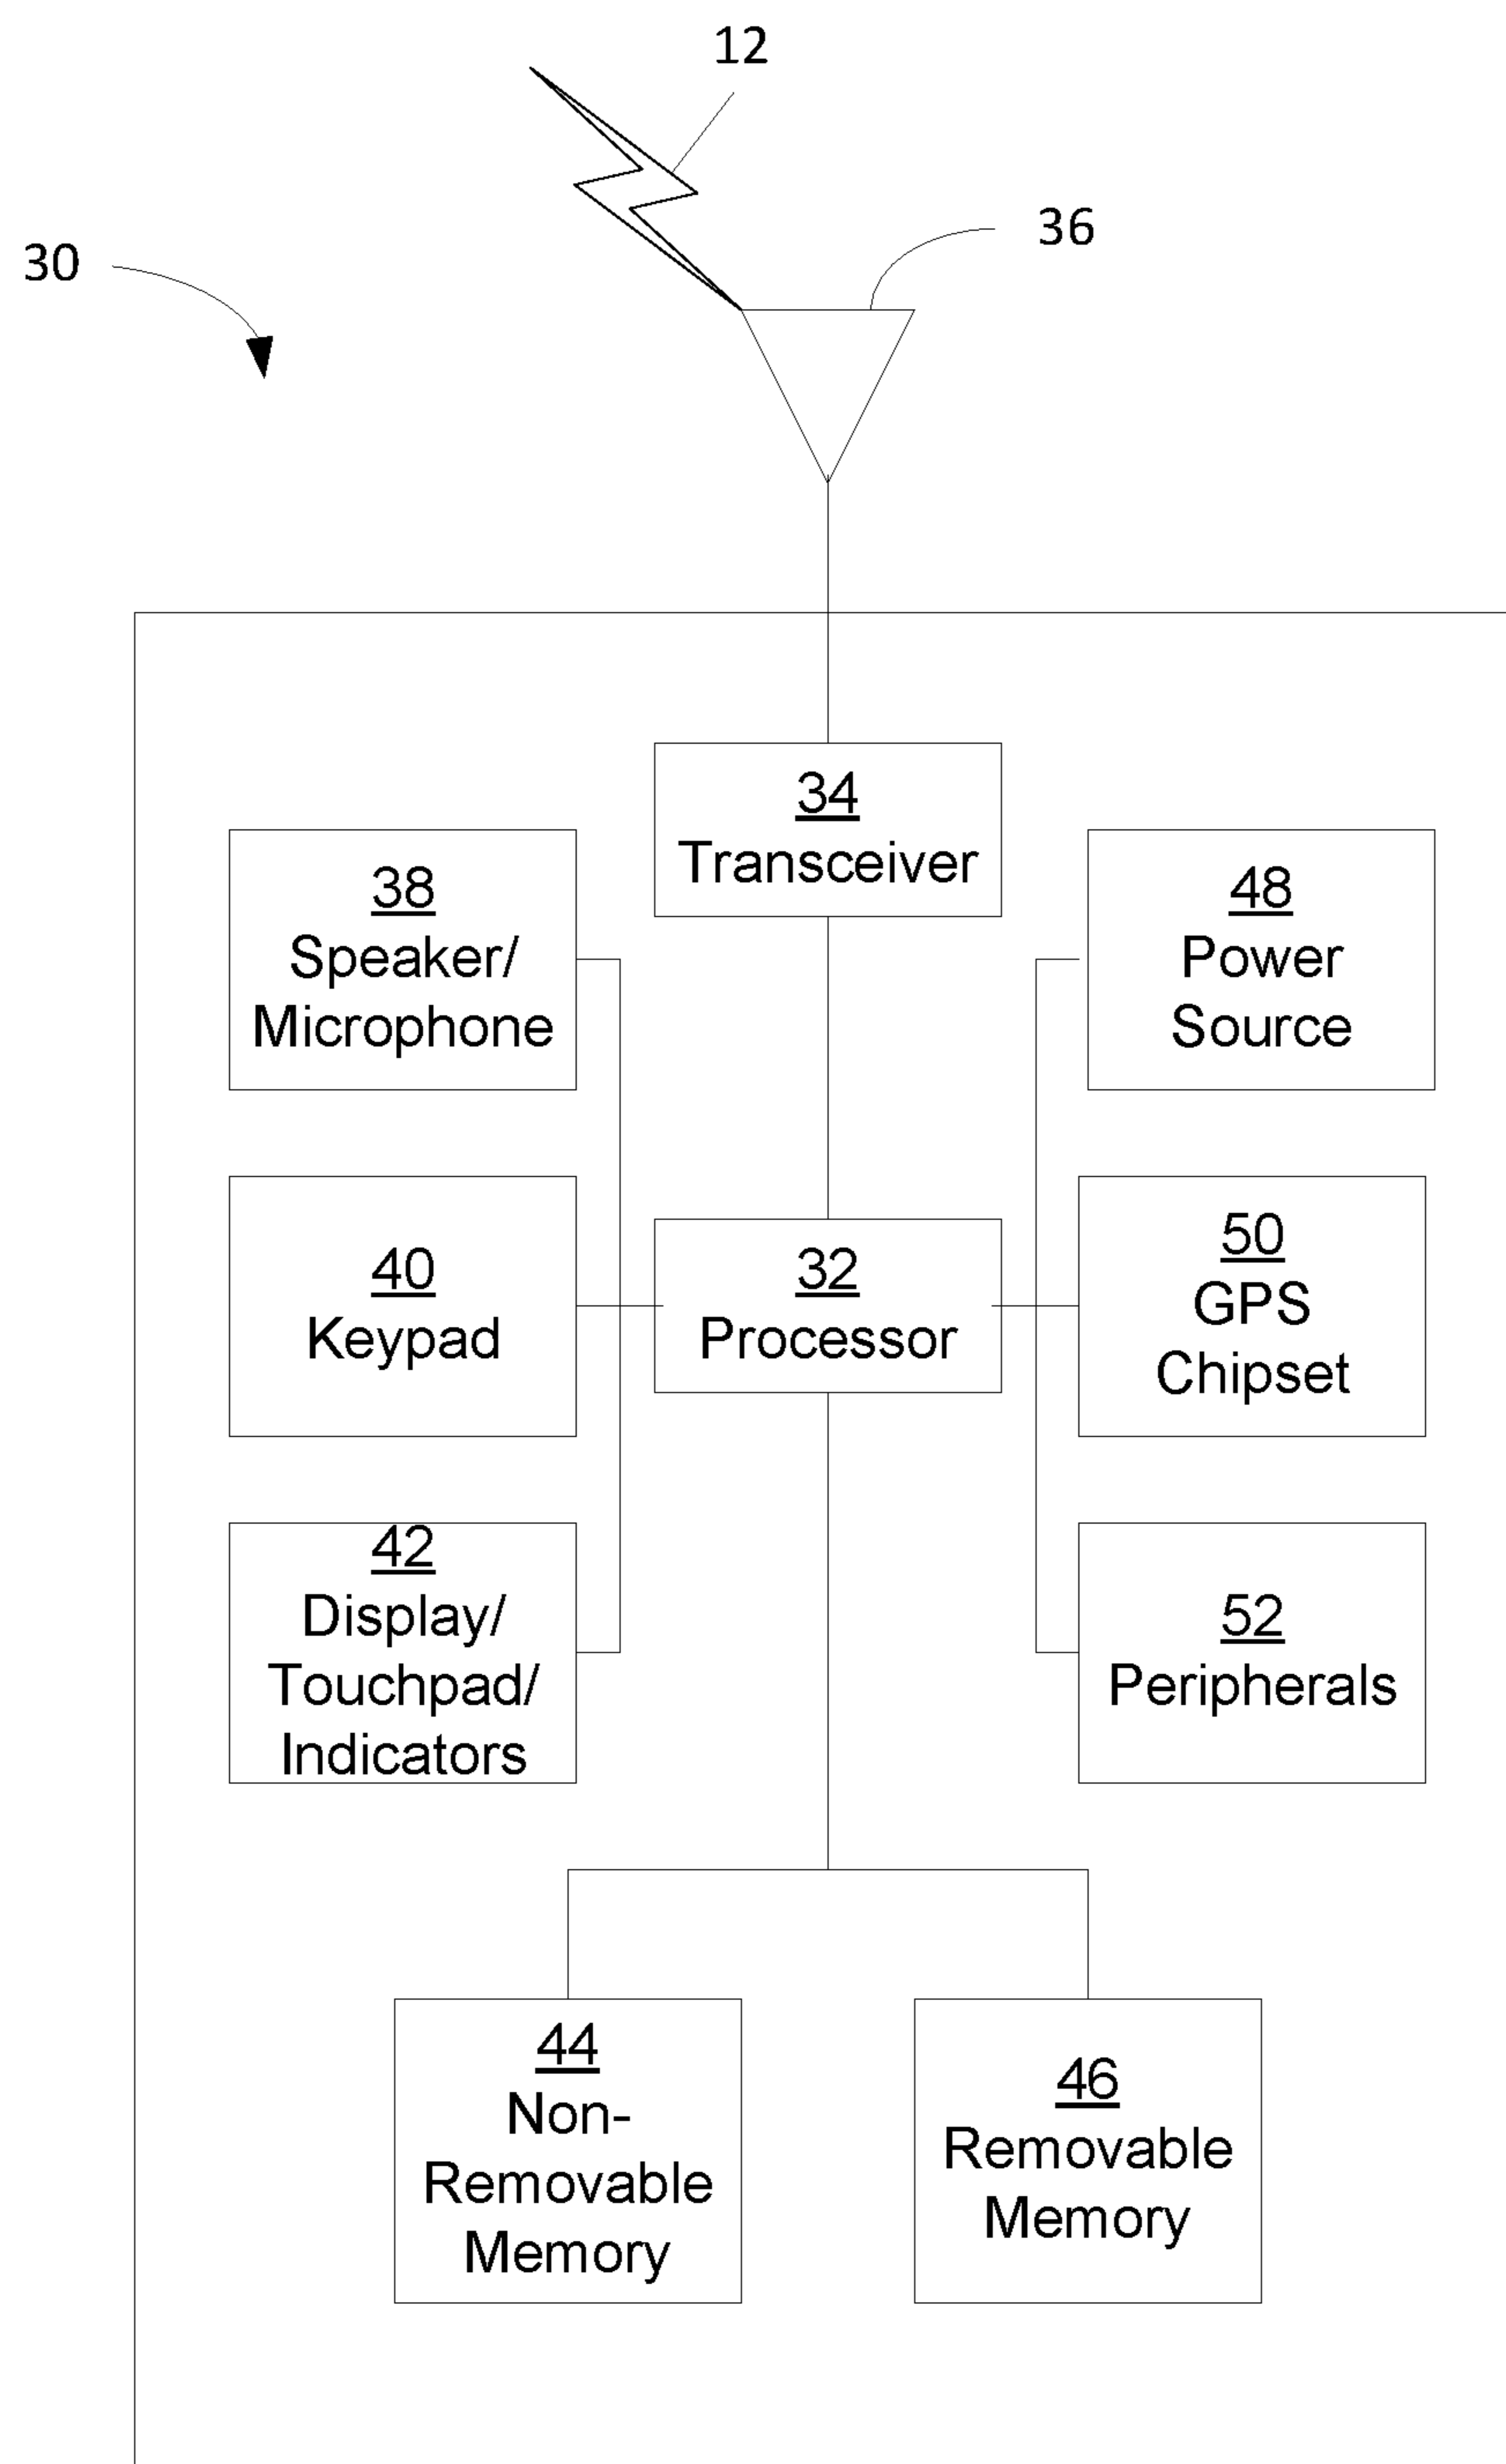 12
36
30
34
Transceiver
38
Speaker/
Microphone
48
Power
Source
40
Keypad
32
Processor
50
GPS
Chipset
42
Display/
Touchpad/
Indicators
52
Peripherals
44
Non-
Removable
Memory
46
Removable
Memory